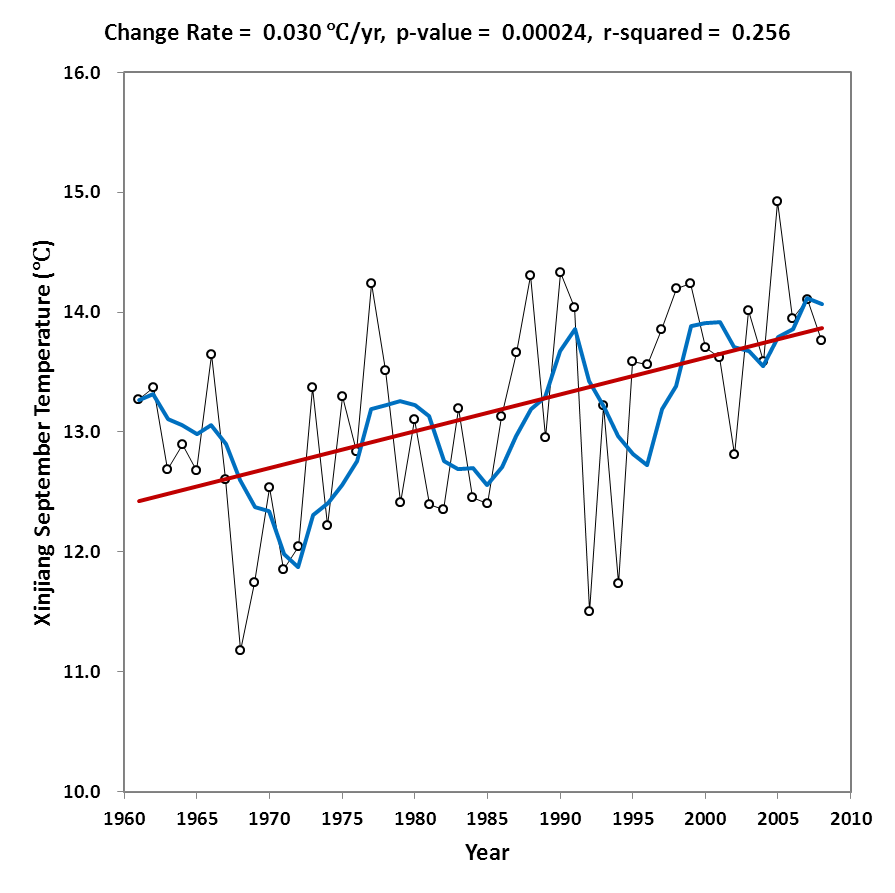 Change Rate = 0.030 ℃/yr, p-value = 0.00024, r-squared = 0.256
16.0
15.0
14.0
13.0
12.0
11.0
10.0
Xinjiang September Temperature (℃)
1960 1965 1970 1975 1980 1985 1990 1995 2000 2005 2010
Year